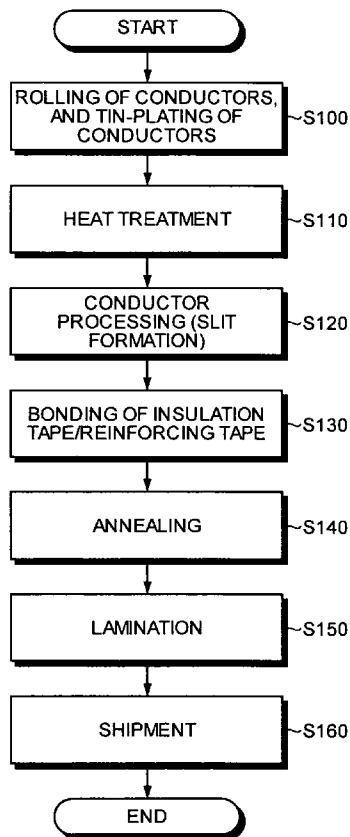 START
ROLLING OF CONDUCTORS,
AND TIN-PLATING OF
CONDUCTORS
~S100
HEAT TREATMENT
~S110
CONDUCTOR
PROCESSING (SLIT
FORMATION)
~S120
BONDING OF INSULATION
TAPE/REINFORCING TAPE
~S130
ANNEALING
~S140
LAMINATION
~S150
SHIPMENT
~S160
END